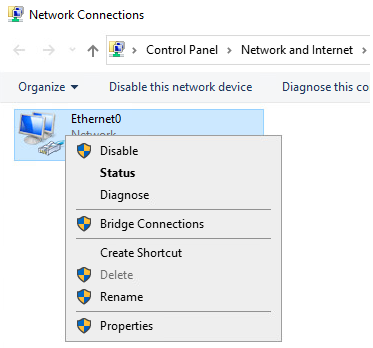 Network Connections
Control Panel Network and Internet
Organize Disable this network device Diagnose this co
Ethernet0
Network
Disable
Status
Diagnose
Bridge Connections
Create Shortcut
Delete
Rename
Properties